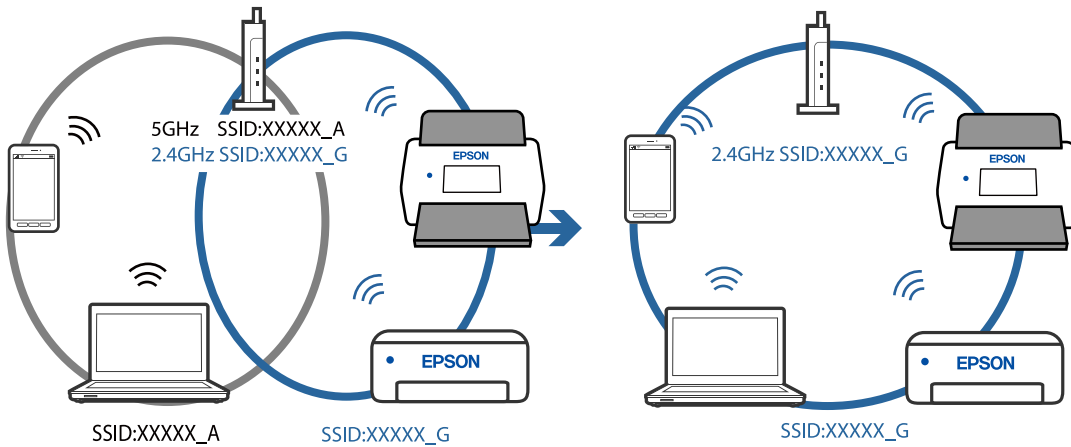 5GHz SSID:XXXXX_A
2.4GHz SSID:XXXXX_G
EPSON
EPSON
SSID:XXXXX_A
SSID:XXXXX_G
2.4GHz SSID:XXXXX_G
EPSON
EPSON
SSID:XXXXX_G